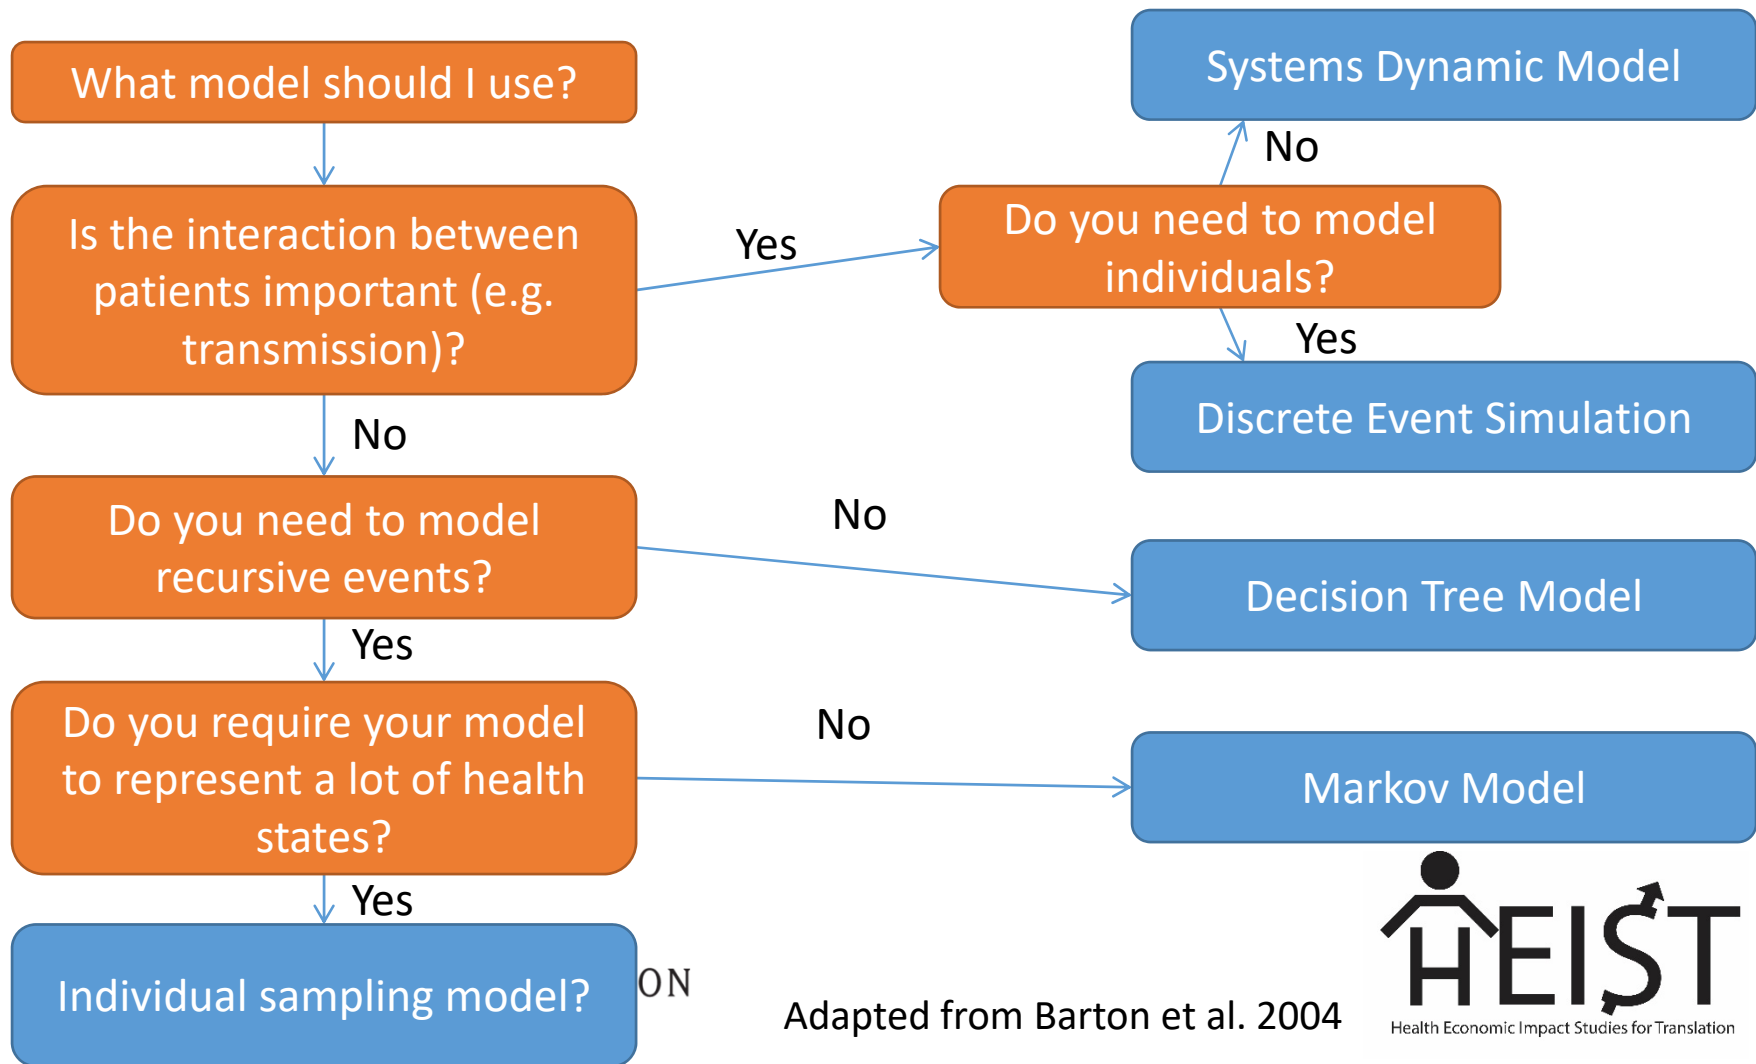 What model should I use?
Is the interaction between
patients important (e.g.
transmission)?
Yes
Do you need to model
individuals?
No
Systems Dynamic Model
Yes
Discrete Event Simulation
No
Do you need to model
recursive events?
No
Decision Tree Model
Yes
Do you require your model
to represent a lot of health
states?
No
Markov Model
Yes
Individual sampling model?
ON
Adapted from Barton et al. 2004
HEIST
Health Economic Impact Studies for Translation